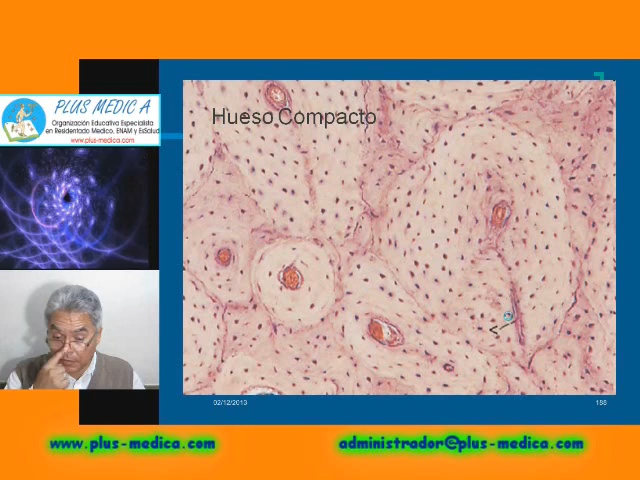 PLUS MEDIC A
Organización Educativa Especialista
en Residentado Medico, ENAM y EsSalud
www.plus-medica.com
Hueso Compacto
02/12/2013
188
www.plus-medica.com
administrador@plus-medica.com